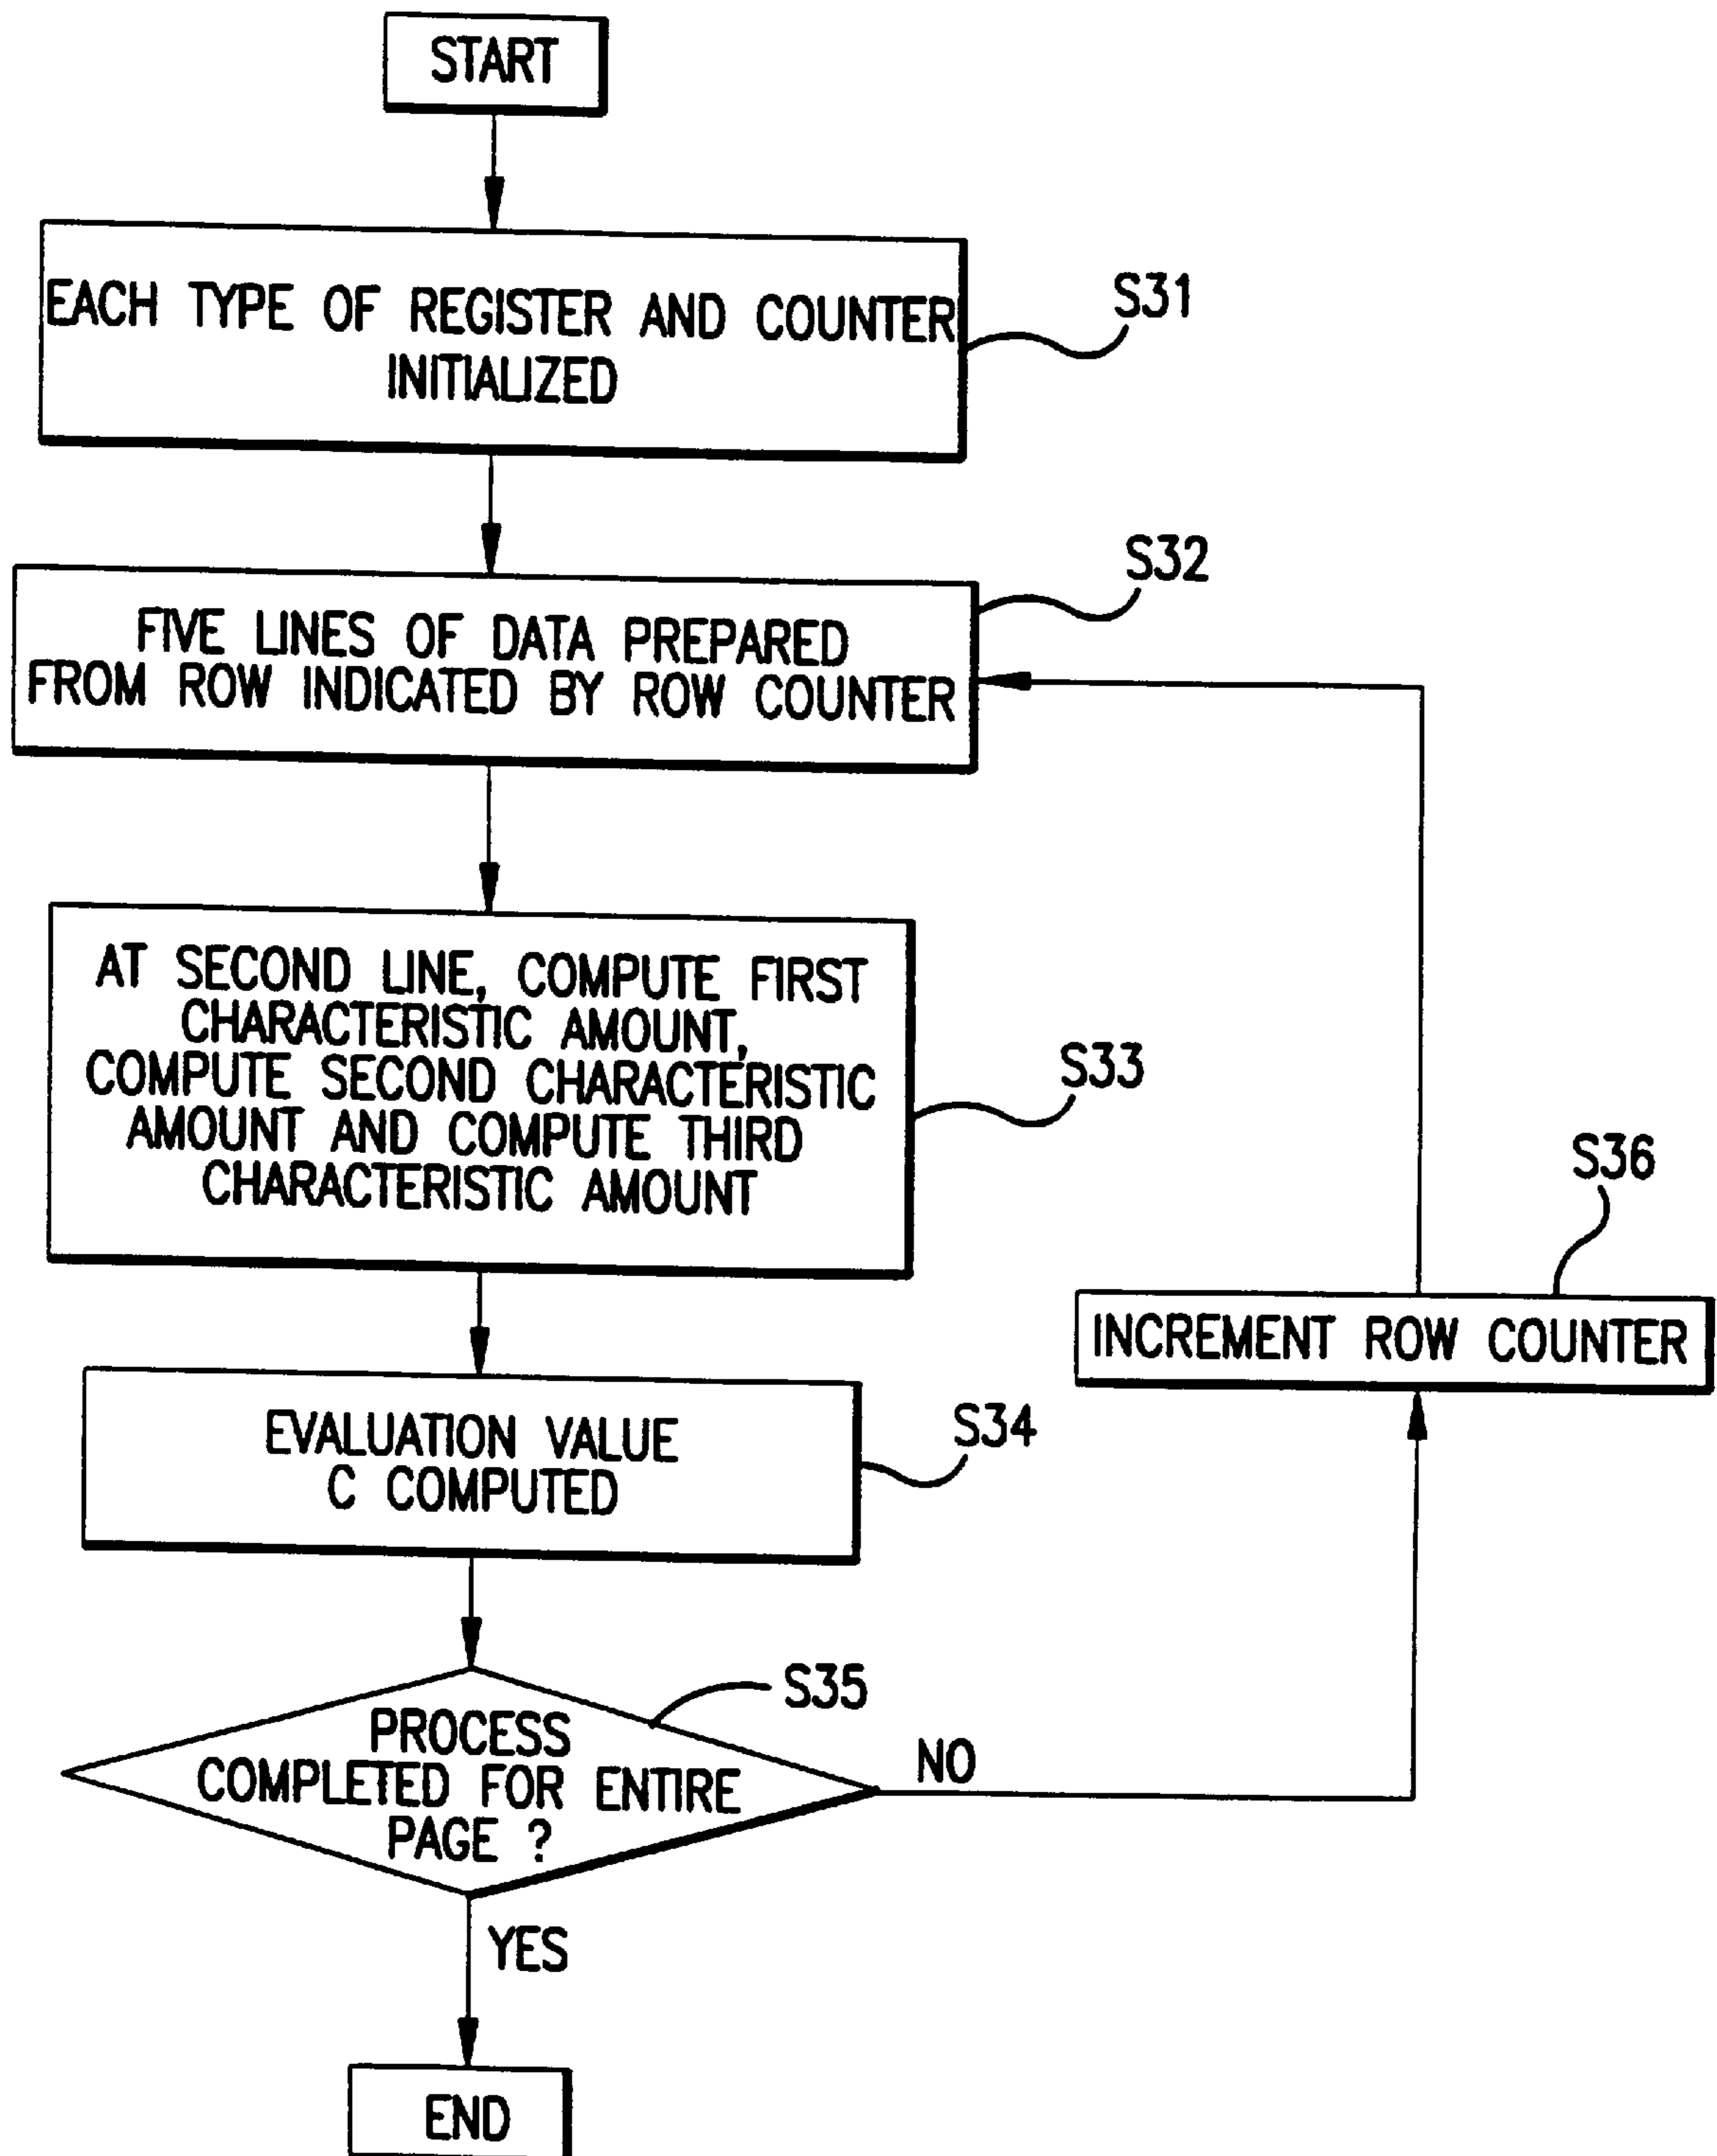 START
EACH TYPE OF REGISTER AND COUNTER
INITIALIZED
S31
FIVE LINES OF DATA PREPARED
FROM ROW INDICATED BY ROW COUNTER
S32
AT SECOND LINE, COMPUTE FIRST
CHARACTERISTIC AMOUNT,
COMPUTE SECOND CHARACTERISTIC
AMOUNT AND COMPUTE THIRD
CHARACTERISTIC AMOUNT
S33
EVALUATION VALUE
C COMPUTED
S34
PROCESS
COMPLETED FOR ENTIRE
PAGE ?
S35
NO
INCREMENT ROW COUNTER
S36
YES
END